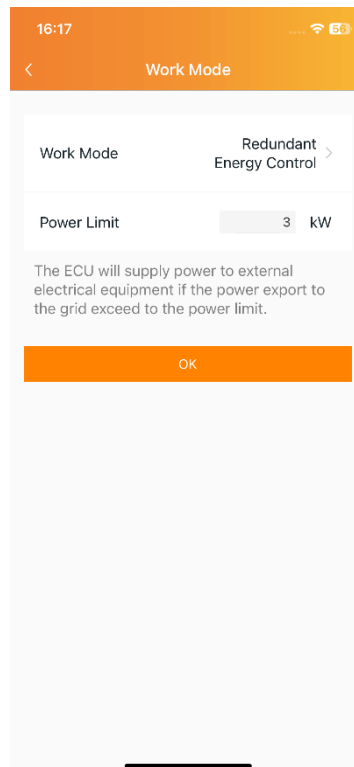 16:17
Work Mode
Work Mode
Redundant
Energy Control
Power Limit
3 kW
The ECU will supply power to external
electrical equipment if the power export to
the grid exceed to the power limit.
OK